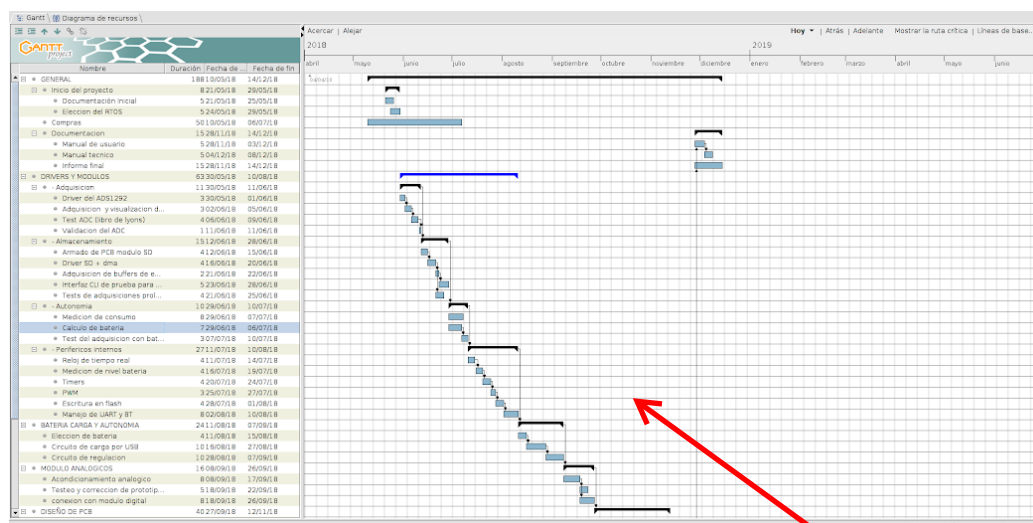 Gantt | Diagrama de recursos
Acercar | Alejar Hoy | Atrás | Adelante Mostrar la ruta crítica | Líneas de base...
GANTT project
2018 2019
abril mayo junio julio agosto septiembre octubre noviembre diciembre enero febrero marzo abril mayo junio
Nombre Duración Fecha de ... Fecha de fin
GENERAL 188 10/05/18 14/12/18
Inicio del proyecto 8 21/05/18 29/05/18
Documentación Inicial 5 21/05/18 25/05/18
Eleccion del RTOS 5 24/05/18 29/05/18
Compras 50 10/05/18 06/07/18
Documentacion 15 28/11/18 14/12/18
Manual de usuario 5 28/11/18 03/12/18
Manual tecnico 5 04/12/18 08/12/18
Informe final 15 28/11/18 14/12/18
DRIVERS Y MODULOS 63 30/05/18 10/08/18
- Adquisicion 11 30/05/18 11/06/18
Driver del ADS1292 3 30/05/18 01/06/18
Adquisicion y visualizacion d... 3 02/06/18 05/06/18
Test ADC (libro de lyons) 4 06/06/18 09/06/18
Validacion del ADC 1 11/06/18 11/06/18
- Almacenamiento 15 12/06/18 28/06/18
Armado de PCB modulo SD 4 12/06/18 15/06/18
Driver SD + dma 4 16/06/18 20/06/18
Adquisicion de buffers de e... 2 21/06/18 22/06/18
Interfaz CLI de prueba para ... 5 23/06/18 28/06/18
Tests de adquisiciones prol... 4 21/06/18 25/06/18
- Autonomia 10 29/06/18 10/07/18
Medicion de consumo 8 29/06/18 07/07/18
Calculo de bateria 7 29/06/18 06/07/18
Test del adquisicion con bat... 3 07/07/18 10/07/18
- Perifericos internos 27 11/07/18 10/08/18
Reloj de tiempo real 4 11/07/18 14/07/18
Medicion de nivel bateria 4 16/07/18 19/07/18
Timers 4 20/07/18 24/07/18
PWM 3 25/07/18 27/07/18
Escritura en flash 4 28/07/18 01/08/18
Manejo de UART y BT 8 02/08/18 10/08/18
BATERIA CARGA Y AUTONOMIA 24 11/08/18 07/09/18
Eleccion de bateria 4 11/08/18 15/08/18
Circuito de carga por USB 10 16/08/18 27/08/18
Circuito de regulacion 10 28/08/18 07/09/18
MODULO ANALOGICOS 16 08/09/18 26/09/18
Acondicionamiento analogico 8 08/09/18 17/09/18
Testeo y correccion de prototip... 5 18/09/18 22/09/18
conexion con modulo digital 8 18/09/18 26/09/18
DISEÑO DE PCB 40 27/09/18 12/11/18